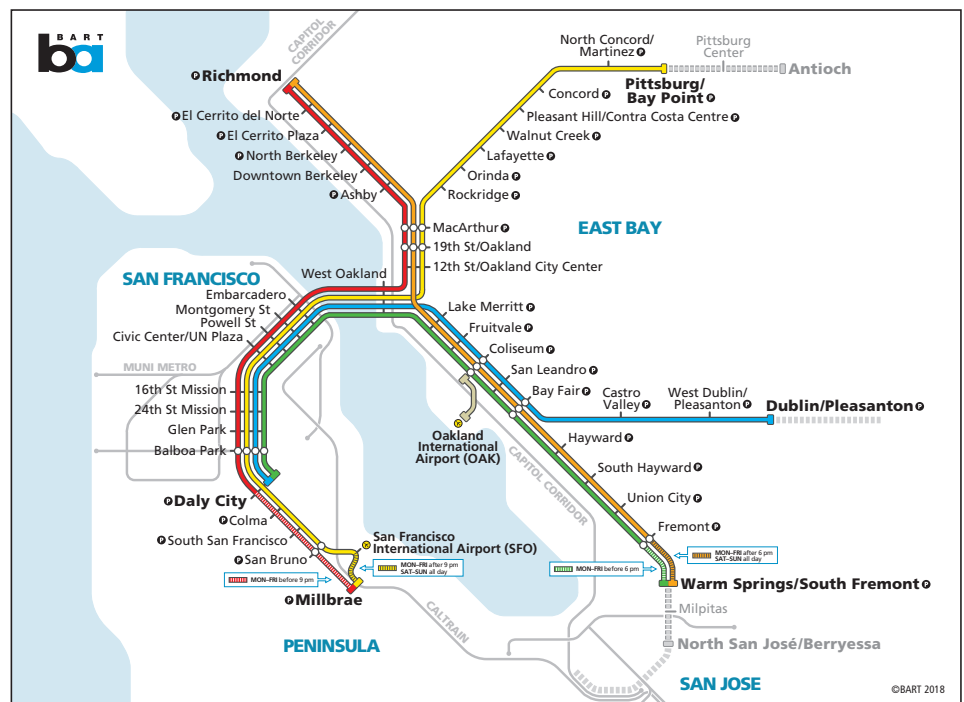 BART
ba
CAPITOL
CORRIDOR
North Concord/
Martinez P
Pittsburg
Center
Antioch
P Richmond
Pittsburg/
Bay Point P
Concord P
P El Cerrito del Norte
Pleasant Hill/Contra Costa Centre P
P El Cerrito Plaza
Walnut Creek P
P North Berkeley
Lafayette P
Downtown Berkeley
Orinda P
P Ashby
Rockridge P
MacArthur P
EAST BAY
19th St/Oakland
12th St/Oakland City Center
West Oakland
SAN FRANCISCO
Embarcadero
Montgomery St
Powell St
Civic Center/UN Plaza
Lake Merritt P
Fruitvale P
Coliseum P
San Leandro P
Bay Fair P
MUNI METRO
16th St Mission
24th St Mission
Glen Park
Balboa Park
Castro
Valley P
West Dublin/
Pleasanton P
Dublin/Pleasanton P
Oakland
International
Airport (OAK)
Hayward P
CAPITOL CORRIDOR
South Hayward P
Union City P
P Daly City
P Colma
P South San Francisco
P San Bruno
San Francisco
International Airport (SFO)
Fremont P
MON–FRI before 9 pm
MON–FRI after 9 pm
SAT–SUN all day
MON–FRI before 6 pm
MON–FRI after 6 pm
SAT–SUN all day
P Millbrae
Warm Springs/South Fremont P
CALTRAIN
Milpitas
PENINSULA
North San José/Berryessa
SAN JOSE
©BART 2018